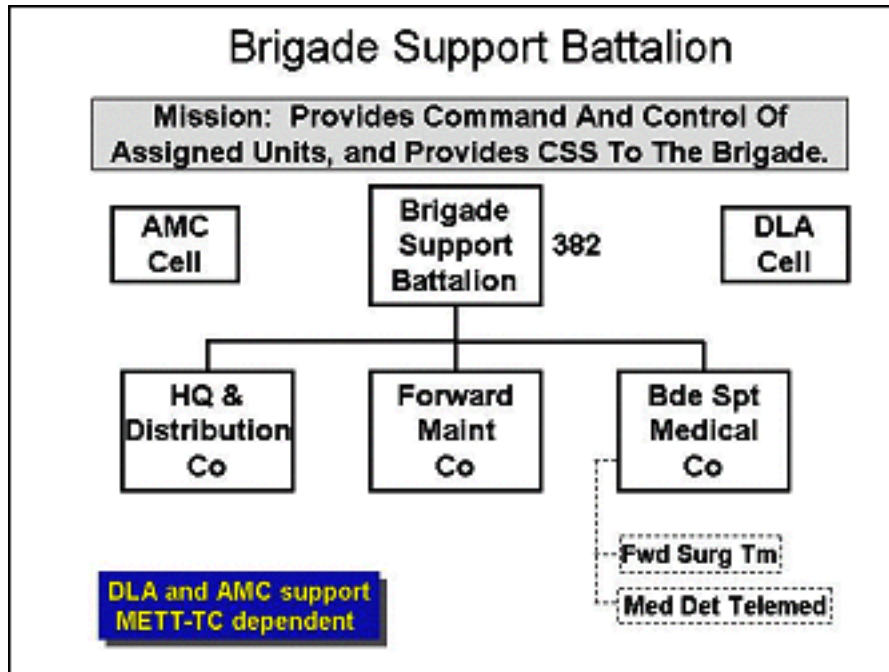 Brigade Support Battalion
Mission: Provides Command And Control Of
Assigned Units, and Provides CSS To The Brigade.
AMC
Cell
Brigade
Support
Battalion
382
DLA
Cell
HQ &
Distribution
Co
Forward
Maint
Co
Bde Spt
Medical
Co
Fwd Surg Tm
Med Det Telemed
DLA and AMC support
METT-TC dependent